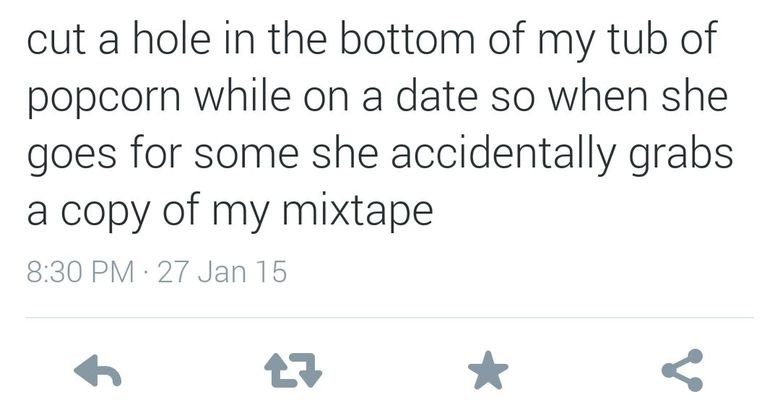 cut a hole in the bottom of my tub of
popcorn while on a date so when she
goes for some she accidentally grabs
a copy of my mixtape
8:30 PM · 27 Jan 15